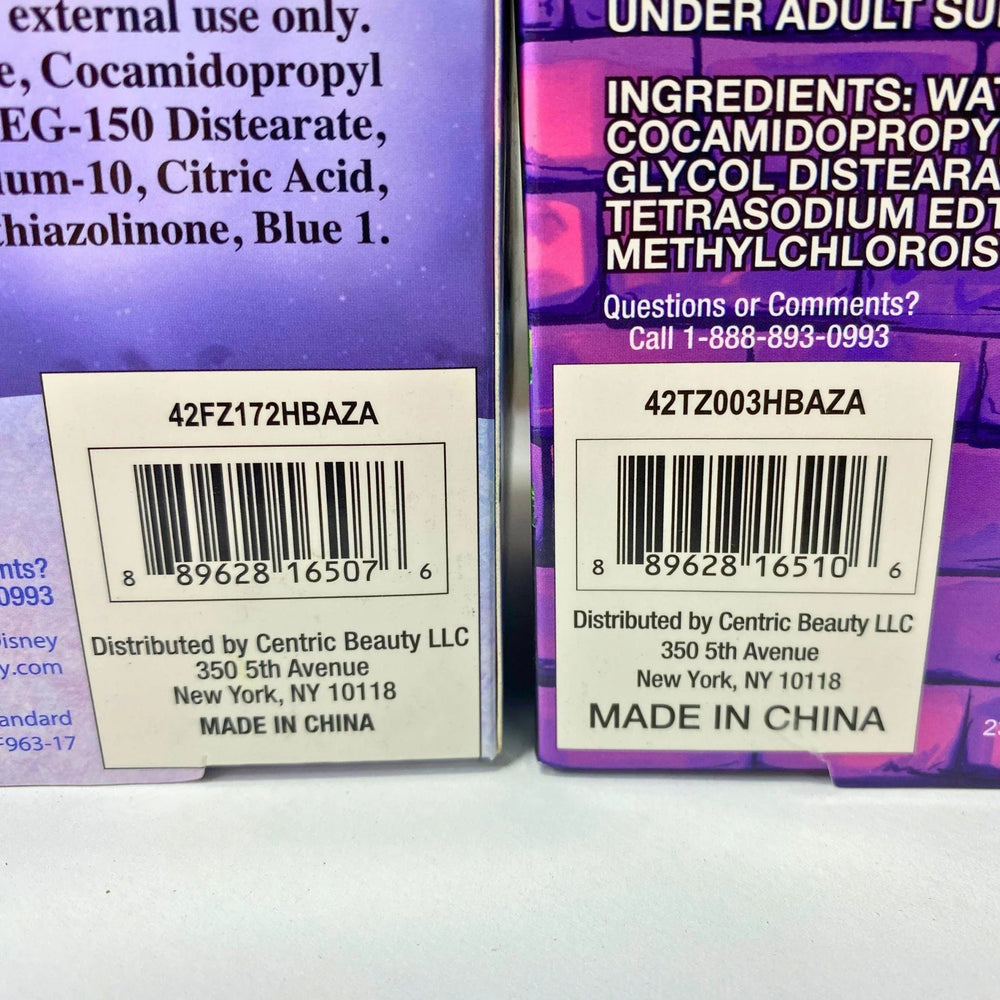 external use only.
Cocamidopropyl
EG-150 Distearate,
um-10, Citric Acid,
thiazolinone, Blue 1.
42FZ172HBAZA
8 89628 16507 6
nts?
0993
isney
y.com
andard
F963-17
Distributed by Centric Beauty LLC
350 5th Avenue
New York, NY 10118
MADE IN CHINA
UNDER ADULT SU
INGREDIENTS: WAT
COCAMIDOPROPY
GLYCOL DISTEARA
TETRASODIUM EDT
METHYLCHLOROIS
Questions or Comments?
Call 1-888-893-0993
42TZ003HBAZA
8 89628 16510 6
Distributed by Centric Beauty LLC
350 5th Avenue
New York, NY 10118
MADE IN CHINA